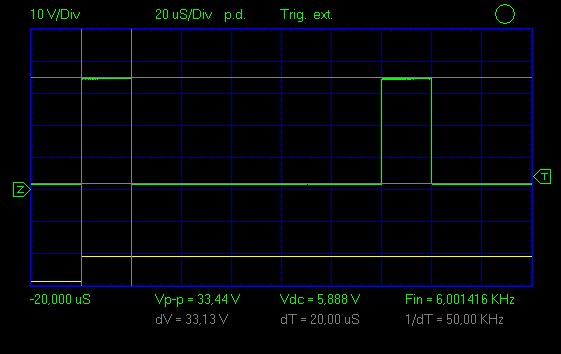 10 V/Div 20 uS/Div p.d. Trig. ext.
Z T
-20,000 uS Vp-p = 33,44 V Vdc = 5,888 V Fin = 6,001416 KHz
dV = 33,13 V dT = 20,00 uS 1/dT = 50,00 KHz